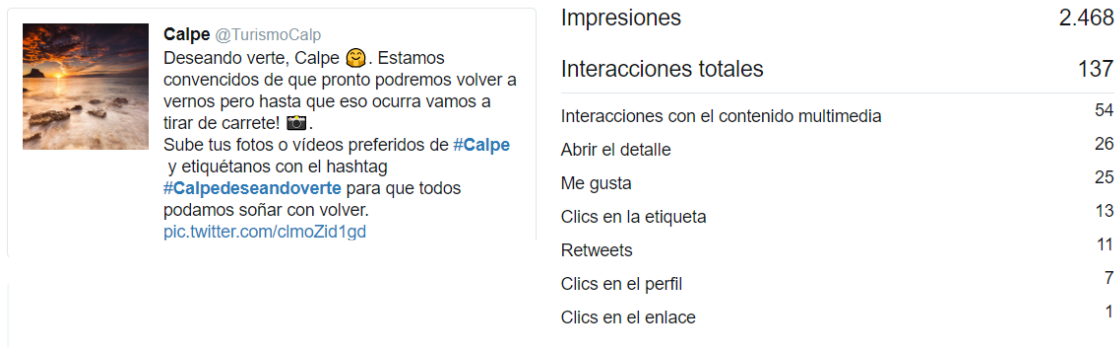 Calpe @TurismoCalp
Deseando verte, Calpe 🤗. Estamos
convencidos de que pronto podremos volver a
vernos pero hasta que eso ocurra vamos a
tirar de carrete! 📸.
Sube tus fotos o vídeos preferidos de #Calpe
y etiquétanos con el hashtag
#Calpedeseandoverte para que todos
podamos soñar con volver.
pic.twitter.com/clmoZid1gd
Impresiones 2.468
Interacciones totales 137
Interacciones con el contenido multimedia 54
Abrir el detalle 26
Me gusta 25
Clics en la etiqueta 13
Retweets 11
Clics en el perfil 7
Clics en el enlace 1